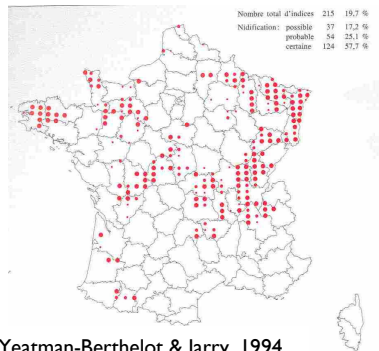 Nombre total d'indices 215 19,7 %
Nidification : possible 37 17,2 %
probable 54 25,1 %
certaine 124 57,7 %
Yeatman-Berthelot & Jarry, 1994